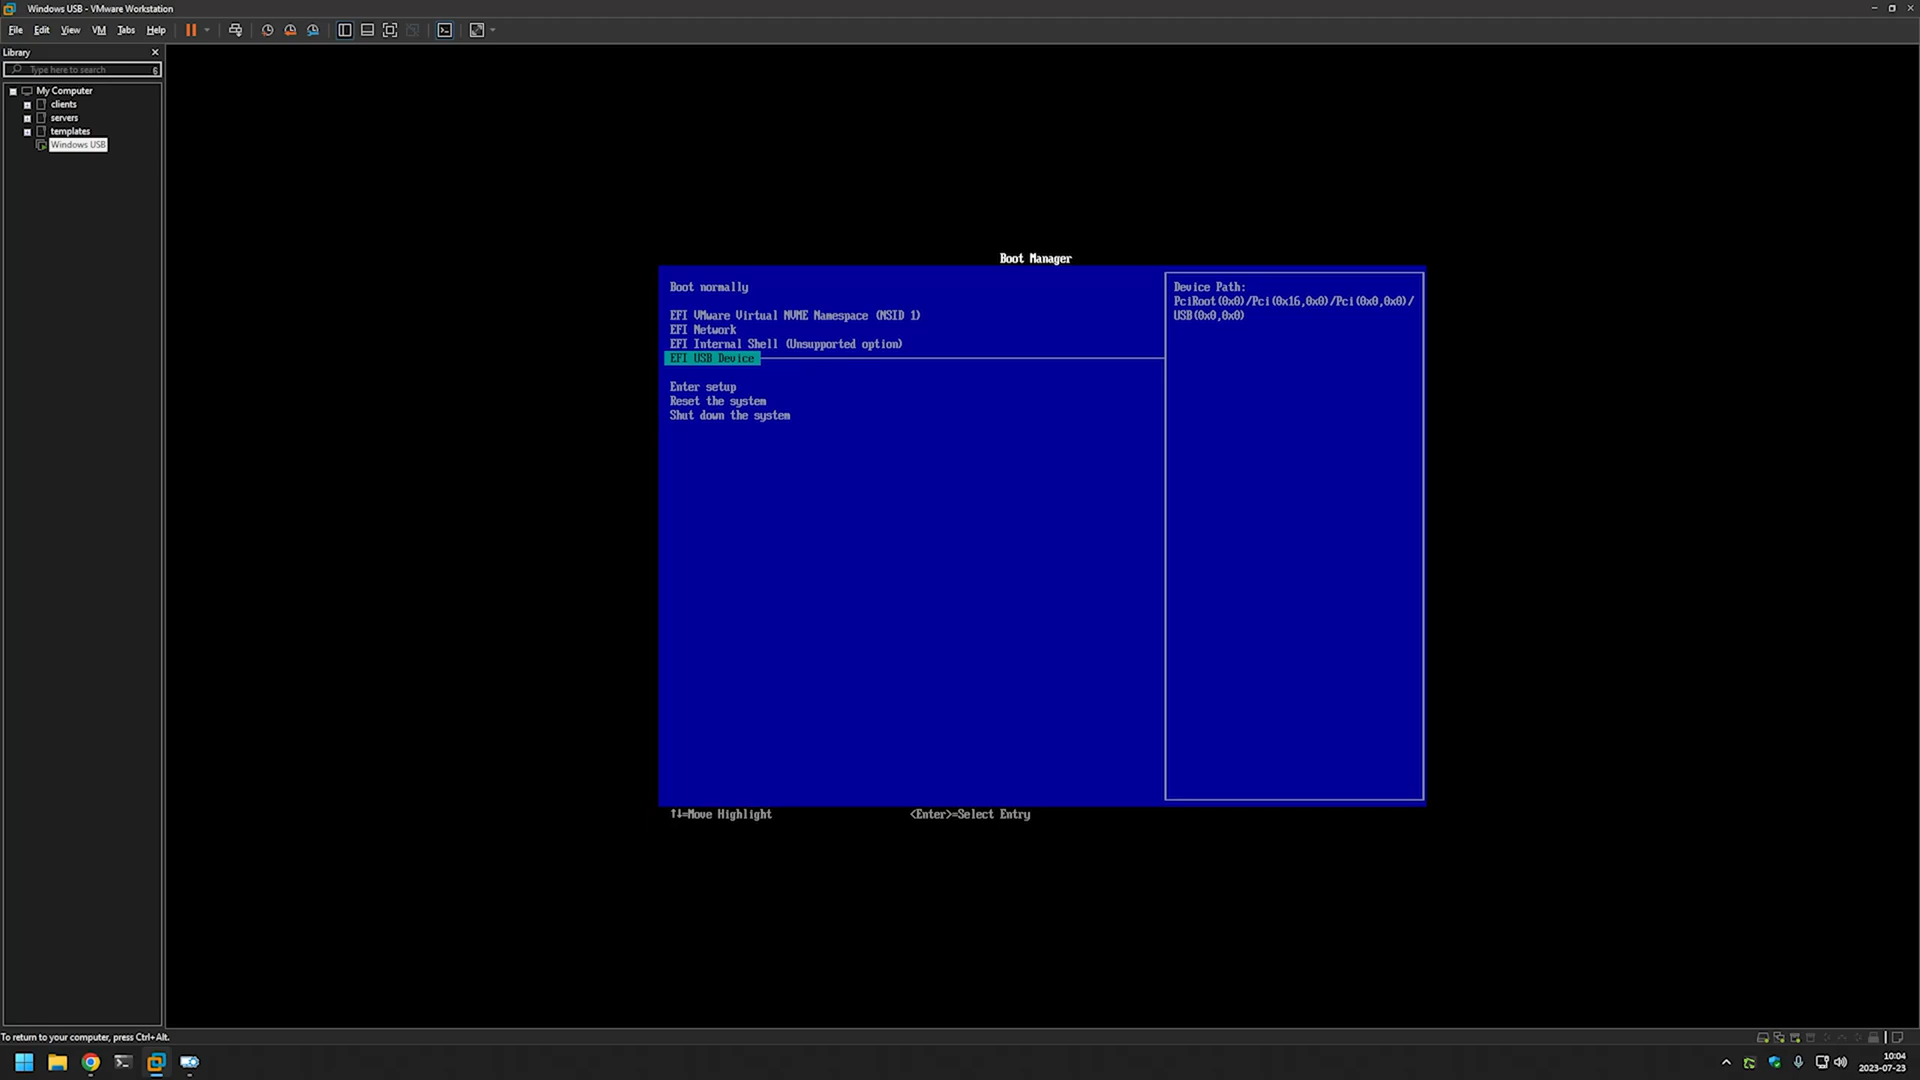 Windows USB - VMware Workstation
File Edit View VM Tabs Help
Library
Type here to search
My Computer
clients
servers
templates
Windows USB
Boot Manager
Boot normally
EFI VMware Virtual NVME Namespace (NSID 1)
EFI Network
EFI Internal Shell (Unsupported option)
EFI USB Device
Enter setup
Reset the system
Shut down the system
Device Path:
PciRoot(0x0)/Pci(0x16,0x0)/Pci(0x0,0x0)/
USB(0x0,0x0)
↑↓=Move Highlight <Enter>=Select Entry
To return to your computer, press Ctrl+Alt.
10:04
2023-07-23